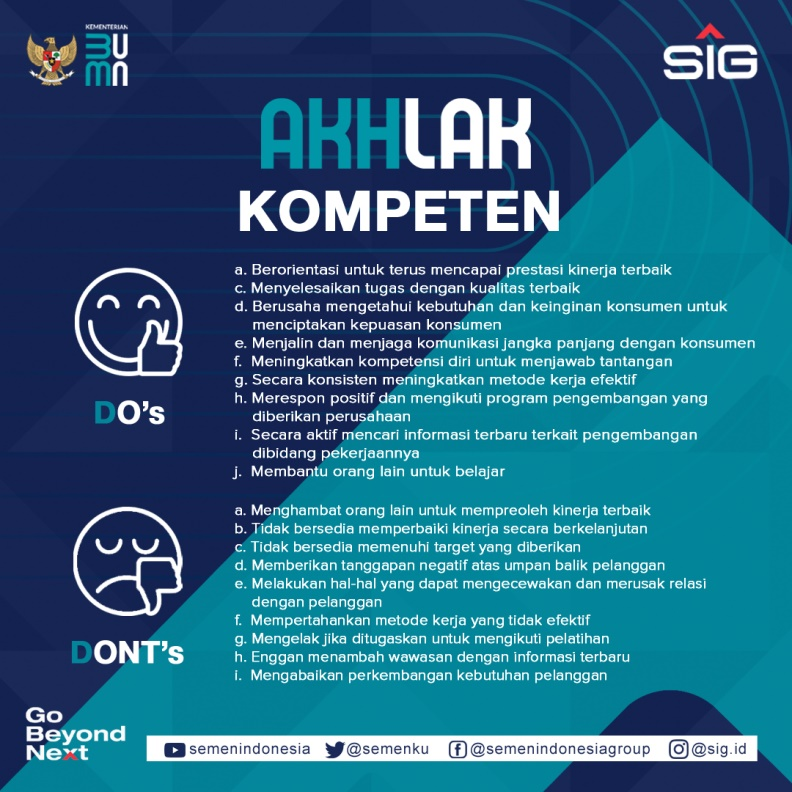 KEMENTERIAN
BUMN
SIG
AKHLAK
KOMPETEN
a. Berorientasi untuk terus mencapai prestasi kinerja terbaik
c. Menyelesaikan tugas dengan kualitas terbaik
d. Berusaha mengetahui kebutuhan dan keinginan konsumen untuk
menciptakan kepuasan konsumen
e. Menjalin dan menjaga komunikasi jangka panjang dengan konsumen
f. Meningkatkan kompetensi diri untuk menjawab tantangan
g. Secara konsisten meningkatkan metode kerja efektif
h. Merespon positif dan mengikuti program pengembangan yang
diberikan perusahaan
i. Secara aktif mencari informasi terbaru terkait pengembangan
dibidang pekerjaannya
j. Membantu orang lain untuk belajar
DO's
a. Menghambat orang lain untuk mempreoleh kinerja terbaik
b. Tidak bersedia memperbaiki kinerja secara berkelanjutan
c. Tidak bersedia memenuhi target yang diberikan
d. Memberikan tanggapan negatif atas umpan balik pelanggan
e. Melakukan hal-hal yang dapat mengecewakan dan merusak relasi
dengan pelanggan
f. Mempertahankan metode kerja yang tidak efektif
g. Mengelak jika ditugaskan untuk mengikuti pelatihan
h. Enggan menambah wawasan dengan informasi terbaru
i. Mengabaikan perkembangan kebutuhan pelanggan
DONT's
Go
Beyond
Next
semenindonesia @semenku @semenindonesiagroup @sig.id